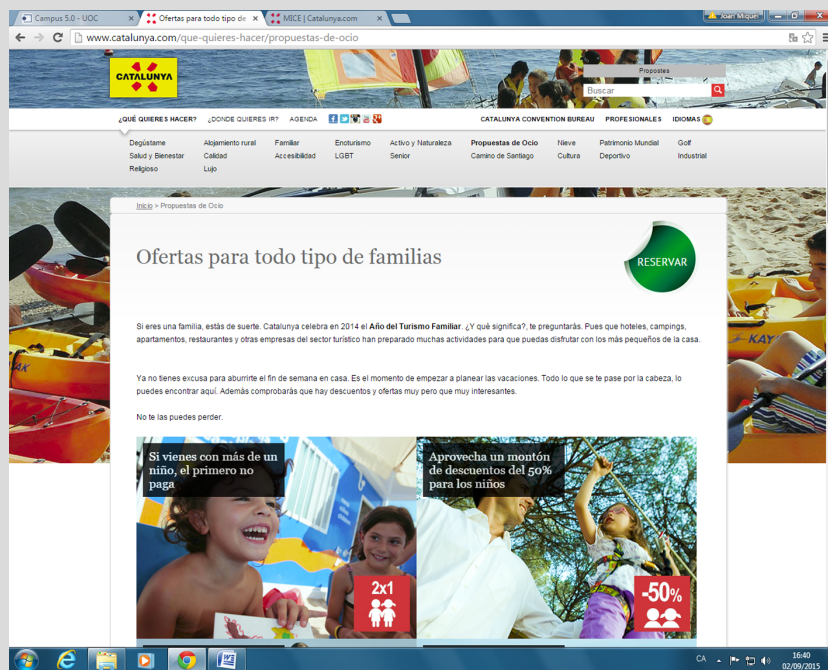 Campus 5.0 - UOC
Ofertas para todo tipo de
MICE | Catalunya.com
Joan Miquel
www.catalunya.com/que-quieres-hacer/propuestas-de-ocio
CATALUNYA
Propostes
Buscar
¿QUÉ QUIERES HACER? ¿DONDE QUIERES IR? AGENDA CATALUNYA CONVENTION BUREAU PROFESIONALES IDIOMAS
Degústame Alojamiento rural Familiar Enoturismo Activo y Naturaleza Propuestas de Ocio Nieve Patrimonio Mundial Golf
Salud y Bienestar Calidad Accesibilidad LGBT Senior Camino de Santiago Cultura Deportivo Industrial
Religioso Lujo
Inicio > Propuestas de Ocio
Ofertas para todo tipo de familias
RESERVAR
Si eres una familia, estás de suerte. Catalunya celebra en 2014 el Año del Turismo Familiar. ¿Y qué significa?, te preguntarás. Pues que hoteles, campings,
apartamentos, restaurantes y otras empresas del sector turístico han preparado muchas actividades para que puedas disfrutar con los más pequeños de la casa.
Ya no tienes excusa para aburrirte el fin de semana en casa. Es el momento de empezar a planear las vacaciones. Todo lo que se te pase por la cabeza, lo
puedes encontrar aquí. Además comprobarás que hay descuentos y ofertas muy pero que muy interesantes.
No te las puedes perder.
Si vienes con más de un
niño, el primero no
paga
2x1
Aprovecha un montón
de descuentos del 50%
para los niños
-50%
KAY
AK
CA
16:40
02/09/2015